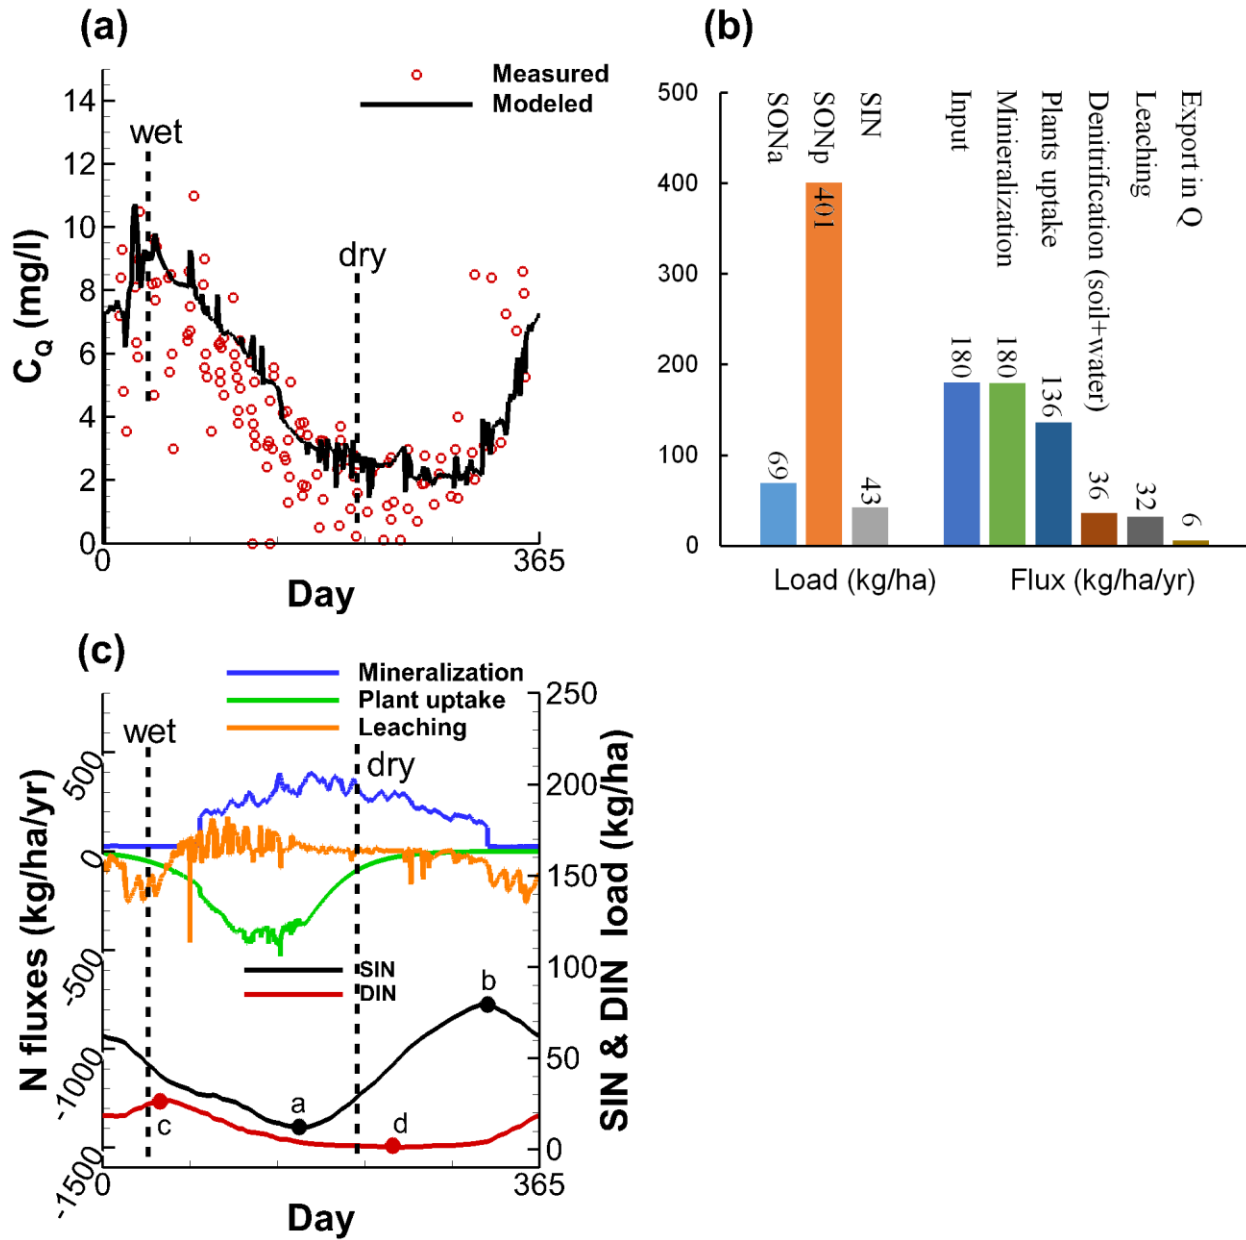 (a)
Measured
Modeled
wet
dry
14
12
10
8
6
4
2
0
C_Q (mg/l)
0
365
Day
(b)
500
400
300
200
100
0
SONa
SONp
SIN
Input
Minieralization
Plants uptake
Denitrification (soil+water)
Leaching
Export in Q
69
401
43
180
180
136
36
32
6
Load (kg/ha)
Flux (kg/ha/yr)
(c)
Mineralization
Plant uptake
Leaching
wet
dry
SIN
DIN
a
b
c
d
500
0
-500
-1000
-1500
N fluxes (kg/ha/yr)
250
200
150
100
50
0
SIN & DIN load (kg/ha)
0
365
Day